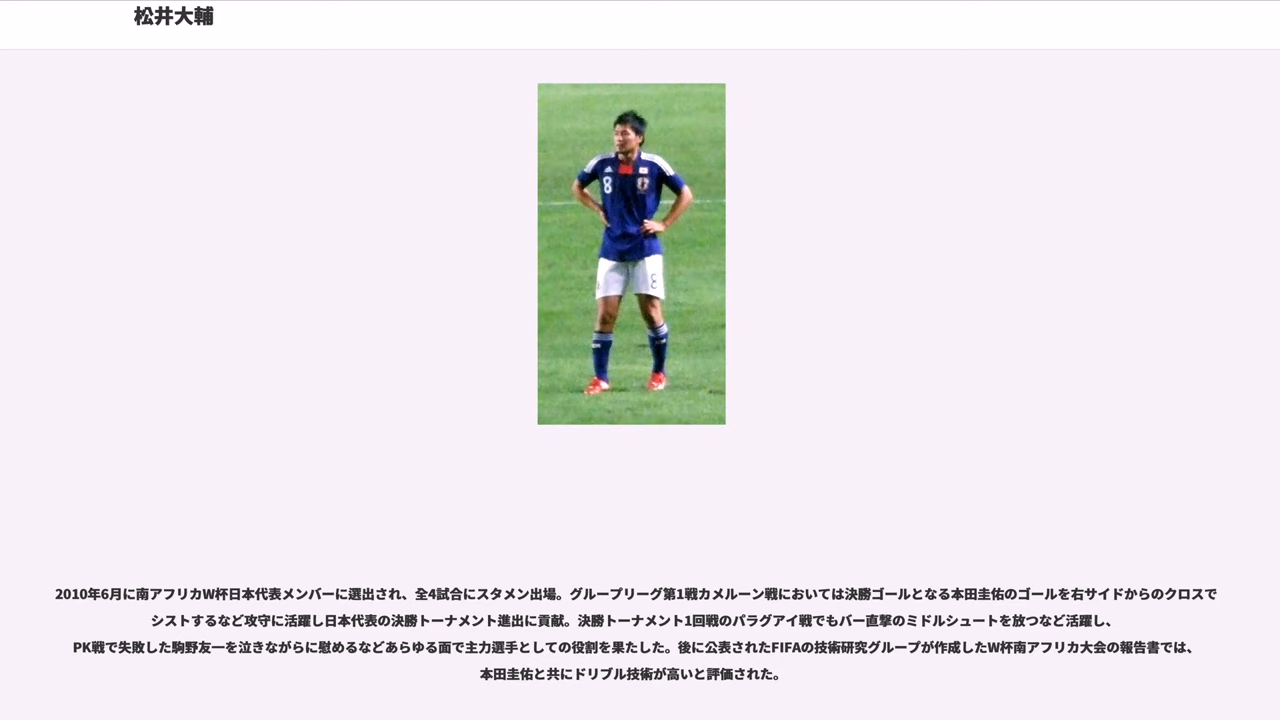 松井大輔
8
8
2010年6月に南アフリカW杯日本代表メンバーに選出され、全4試合にスタメン出場。グループリーグ第1戦カメルーン戦においては決勝ゴールとなる本田圭佑のゴールを右サイドからのクロスで
シストするなど攻守に活躍し日本代表の決勝トーナメント進出に貢献。決勝トーナメント1回戦のパラグアイ戦でもバー直撃のミドルシュートを放つなど活躍し、
PK戦で失敗した駒野友一を泣きながらに慰めるなどあらゆる面で主力選手としての役割を果たした。後に公表されたFIFAの技術研究グループが作成したW杯南アフリカ大会の報告書では、
本田圭佑と共にドリブル技術が高いと評価された。